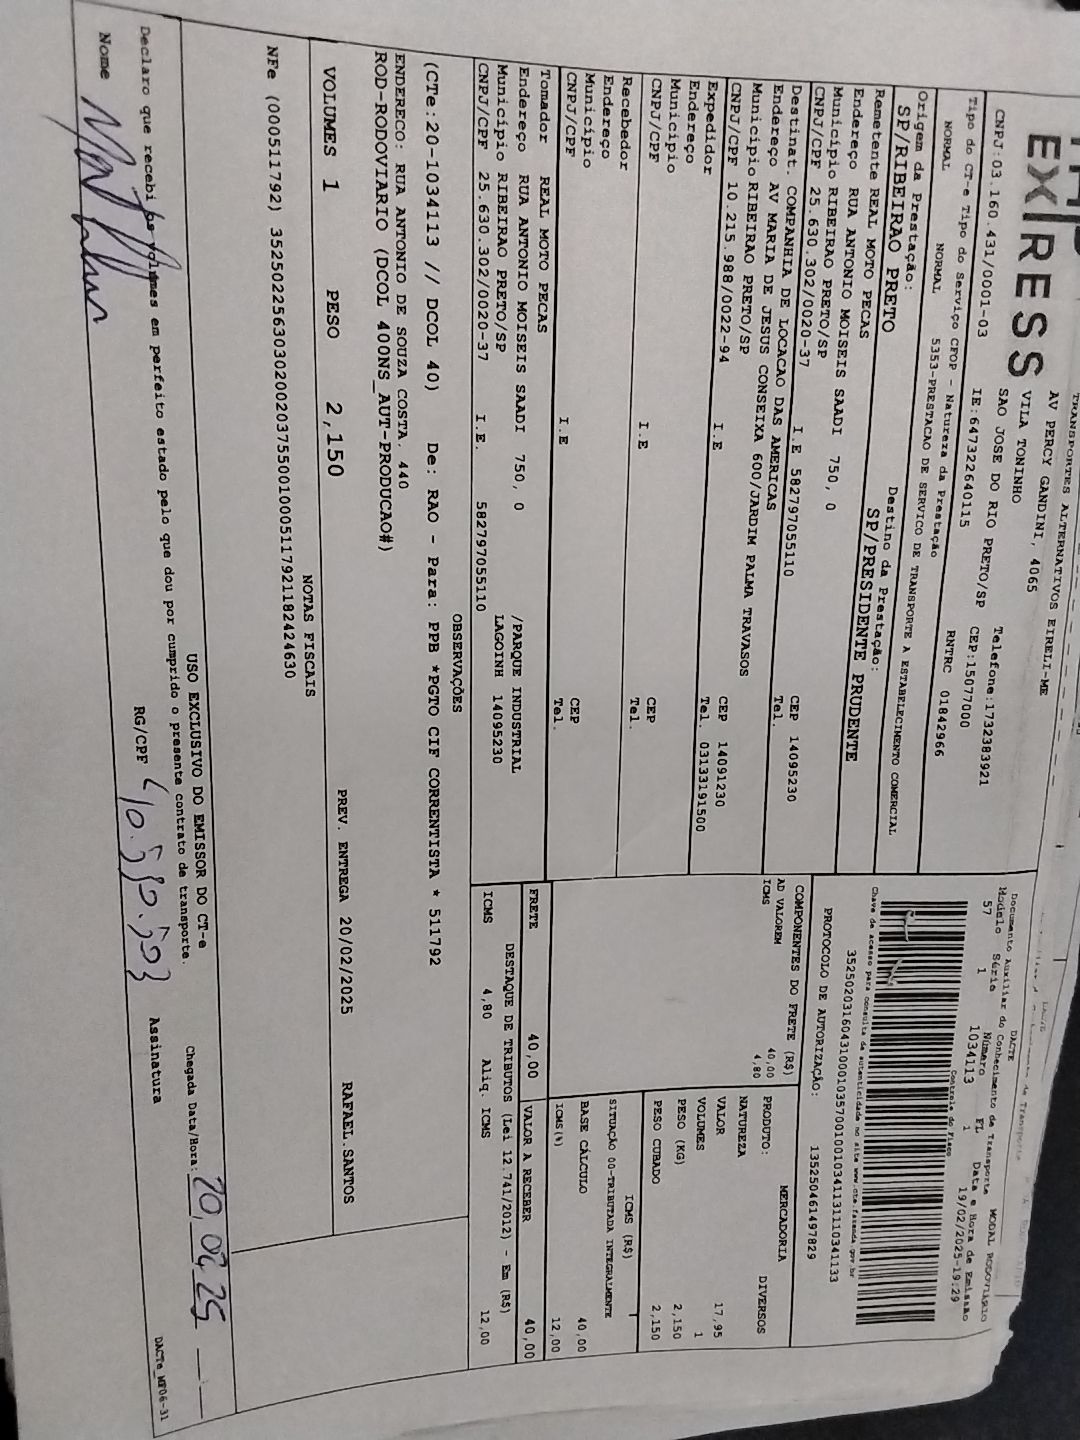 TRANSPORTES ALTERNATIVOS EIRELI-ME
EX RESS
AV PERCY GANDINI, 4065
VILA TONINHO
SAO JOSE DO RIO PRETO/SP Telefone:1732383921
CNPJ:03.160.431/0001-03 IE:647322640115 CEP:15077000
Tipo do CT-e Tipo do Serviço CFOP - Natureza da Prestação RNTRC 01842966
NORMAL NORMAL 5353-PRESTACAO DE SERVICO DE TRANSPORTE A ESTABELECIMENTO COMERCIAL
Origem da Prestação: Destino da Prestação:
SP/RIBEIRAO PRETO SP/PRESIDENTE PRUDENTE
DACTE
Documento Auxiliar do Conhecimento de Transporte MODAL RODOVIÁRIO
Modelo Série Número FL Data e Hora de Emissão
57 1 1034113 1 19/02/2025-19:29
Controle do Fisco
Chave de acesso para consulta de autenticidade no site www.cte.fazenda.gov.br
35250203160431000103570010010341131110341133
PROTOCOLO DE AUTORIZAÇÃO: 135250461497829
Remetente REAL MOTO PECAS
Endereço RUA ANTONIO MOISEIS SAADI 750, 0
Município RIBEIRAO PRETO/SP CEP 14095230
CNPJ/CPF 25.630.302/0020-37 I.E 582797055110 Tel.
Destinat. COMPANHIA DE LOCACAO DAS AMERICAS
Endereço AV MARIA DE JESUS CONSEIXA 600/JARDIM PALMA TRAVASOS
Município RIBEIRAO PRETO/SP CEP 14091230
CNPJ/CPF 10.215.988/0022-94 I.E Tel. 03133191500
Expedidor
Endereço
Município CEP
CNPJ/CPF I.E Tel.
Recebedor
Endereço
Município CEP
CNPJ/CPF I.E Tel.
Tomador REAL MOTO PECAS
Endereço RUA ANTONIO MOISEIS SAADI 750, 0 /PARQUE INDUSTRIAL
Município RIBEIRAO PRETO/SP LAGOINH 14095230
CNPJ/CPF 25.630.302/0020-37 I.E. 582797055110
COMPONENTES DO FRETE (R$)
AD VALOREM 40,00
ICMS 4,80
FRETE 40,00
PRODUTO: MERCADORIA
NATUREZA DIVERSOS
VALOR 17,95
VOLUMES 1
PESO (KG) 2,150
PESO CUBADO 2,150
ICMS (R$)
SITUAÇÃO 00-TRIBUTADA INTEGRALMENTE
BASE CÁLCULO 40,00
ICMS(%) 12,00
VALOR A RECEBER 40,00
DESTAQUE DE TRIBUTOS (Lei 12.741/2012) - Em (R$)
ICMS 4,80 Aliq. ICMS 12,00
OBSERVAÇÕES
(CTe:20-1034113 // DCOL 40) De: RAO - Para: PPB *PGTO CIF CORRENTISTA * 511792
ENDERECO: RUA ANTONIO DE SOUZA COSTA. 440
ROD-RODOVIARIO (DCOL 400NS_AUT-PRODUCAO#)
VOLUMES 1 PESO 2,150 PREV. ENTREGA 20/02/2025 RAFAEL.SANTOS
NOTAS FISCAIS
NFe (000511792) 35250225630302002037550010005117921182424630
USO EXCLUSIVO DO EMISSOR DO CT-e
Declaro que recebi os volumes em perfeito estado pelo que dou por cumprido o presente contrato de transporte.
Chegada Data/Hora:
Nome RG/CPF Assinatura
DACTe_MF06-31